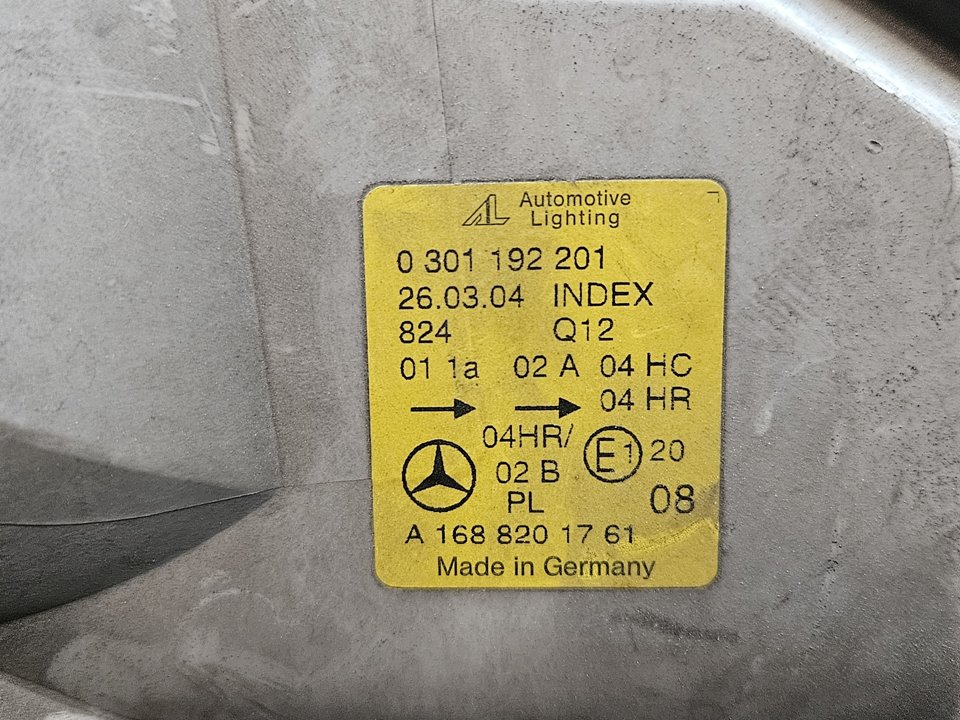 AL Automotive
Lighting
0 301 192 201
26.03.04 INDEX
824 Q12
01 1a 02 A 04 HC
04 HR
04HR/
02 B
PL
E1 20
08
A 168 820 17 61
Made in Germany